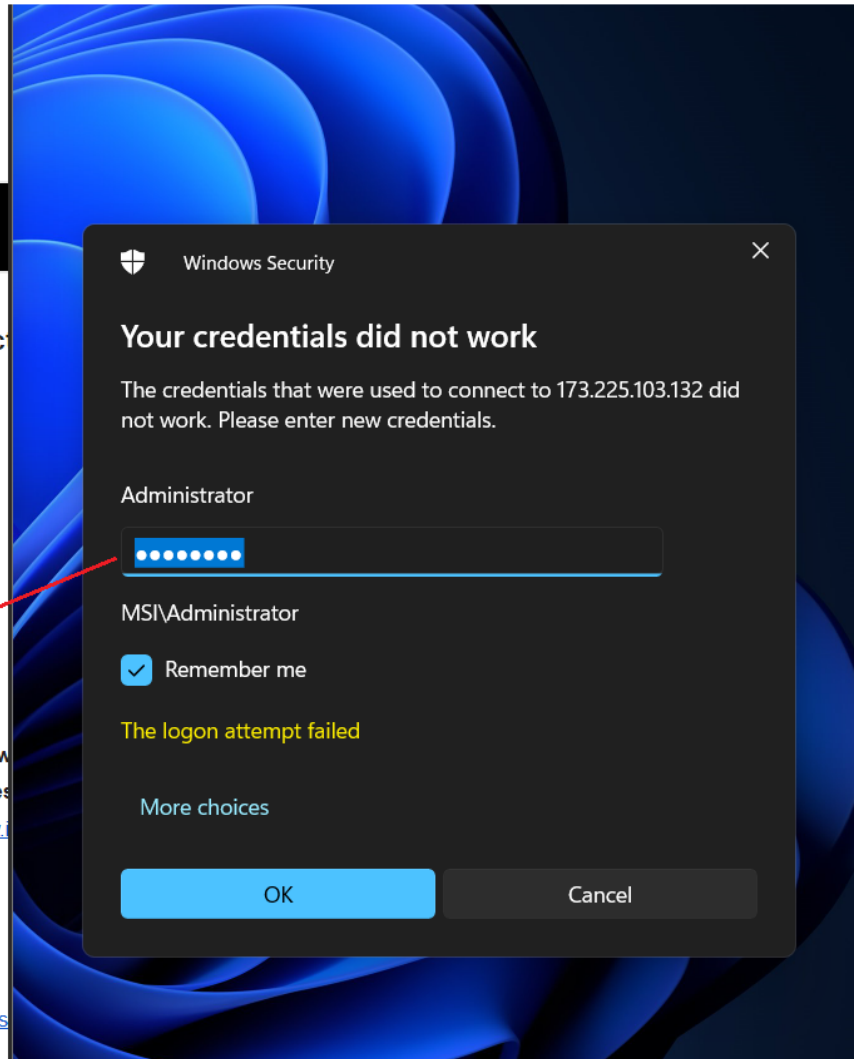 Windows Security
Your credentials did not work
The credentials that were used to connect to 173.225.103.132 did
not work. Please enter new credentials.
Administrator
MSI\Administrator
Remember me
The logon attempt failed
More choices
OK
Cancel